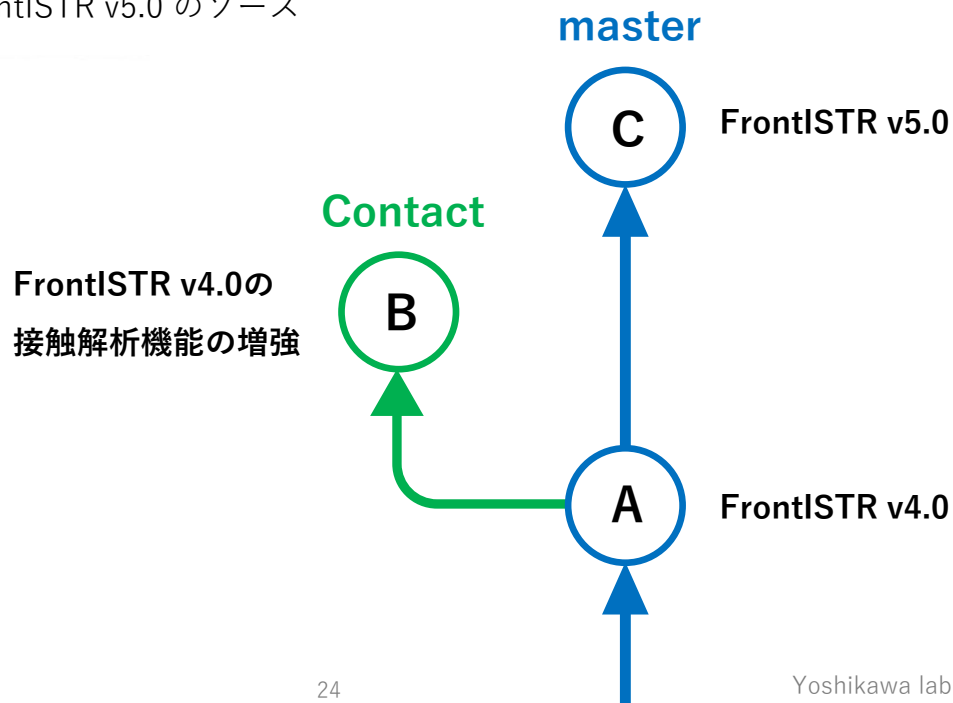 ntISTR v5.0 のソース
master
C
FrontISTR v5.0
Contact
FrontISTR v4.0の
接触解析機能の増強
B
A
FrontISTR v4.0
24
Yoshikawa lab